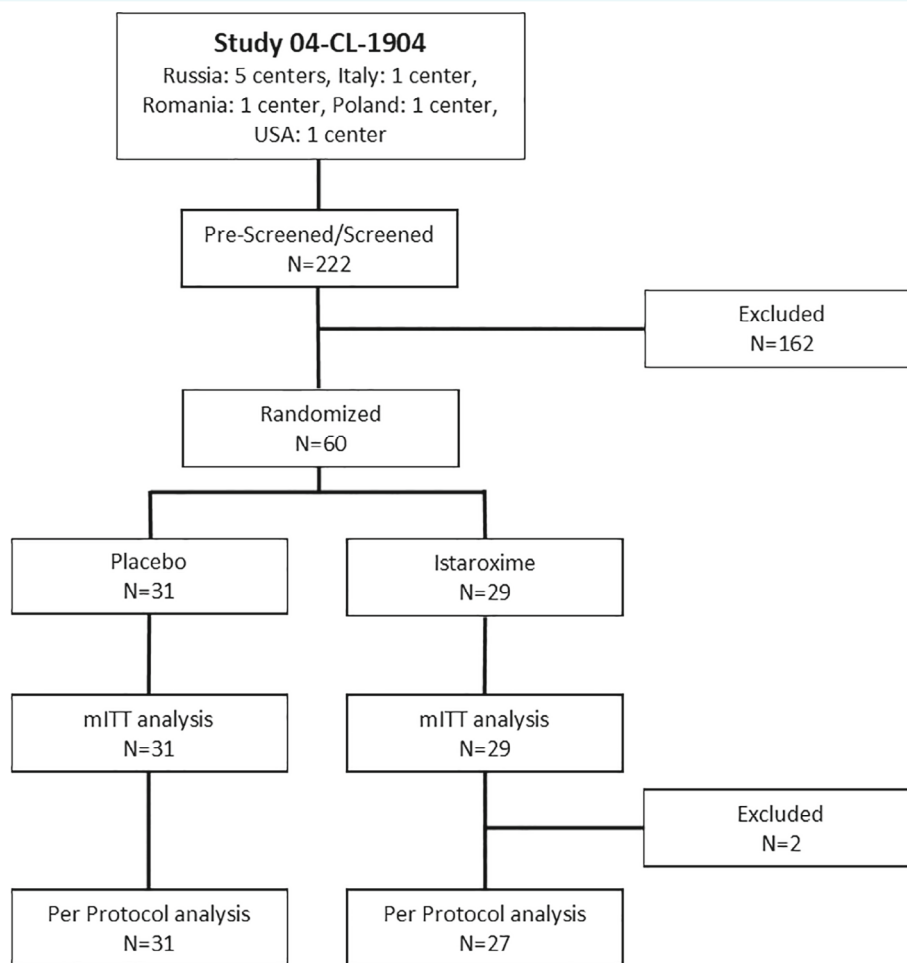 Study 04-CL-1904
Russia: 5 centers, Italy: 1 center,
Romania: 1 center, Poland: 1 center,
USA: 1 center
Pre-Screened/Screened
N=222
Excluded
N=162
Randomized
N=60
Placebo
N=31
Istaroxime
N=29
mITT analysis
N=31
mITT analysis
N=29
Excluded
N=2
Per Protocol analysis
N=31
Per Protocol analysis
N=27